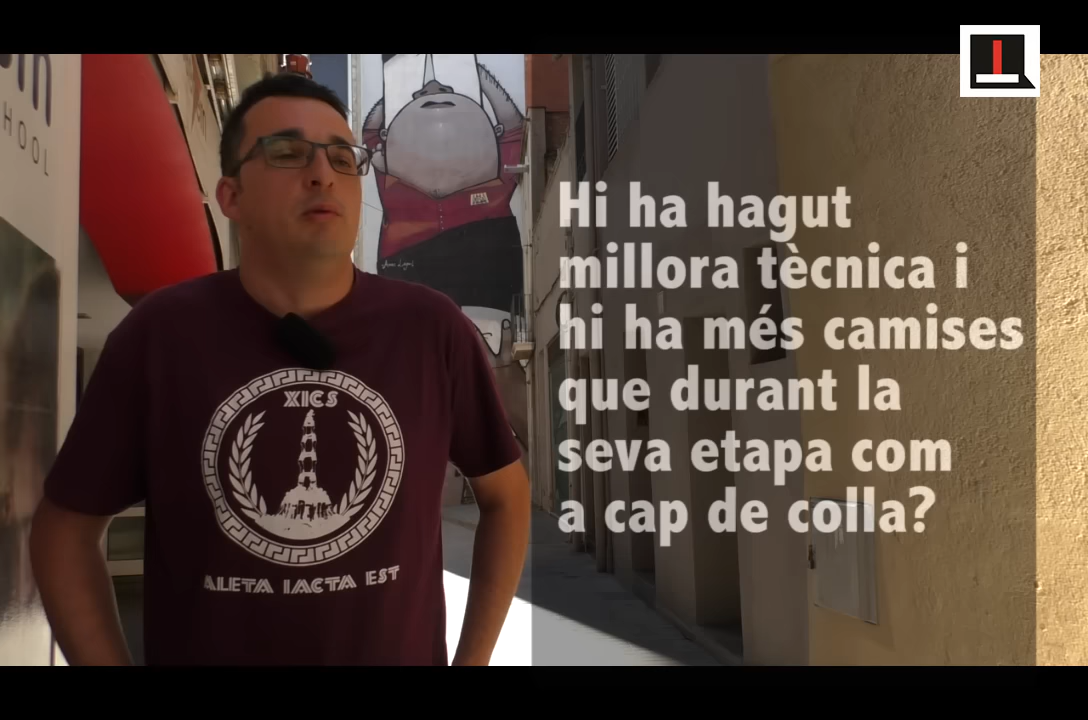 HOOL
Hi ha hagut
millora tècnica i
hi ha més camises
que durant la
seva etapa com
a cap de colla?
XICS
ALETA IACTA EST